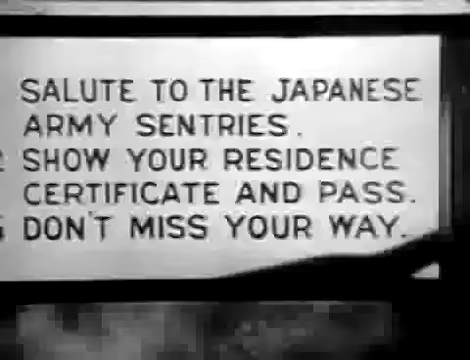 SALUTE TO THE JAPANESE
ARMY SENTRIES.
SHOW YOUR RESIDENCE
CERTIFICATE AND PASS.
DON'T MISS YOUR WAY.